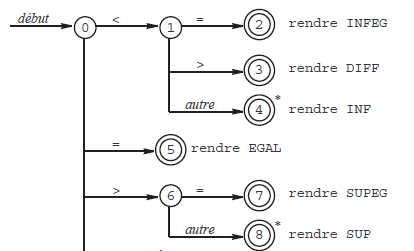 début 0 < 1 = 2 rendre INFEG
> 3 rendre DIFF
autre 4 * rendre INF
= 5 rendre EGAL
> 6 = 7 rendre SUPEG
autre 8 * rendre SUP